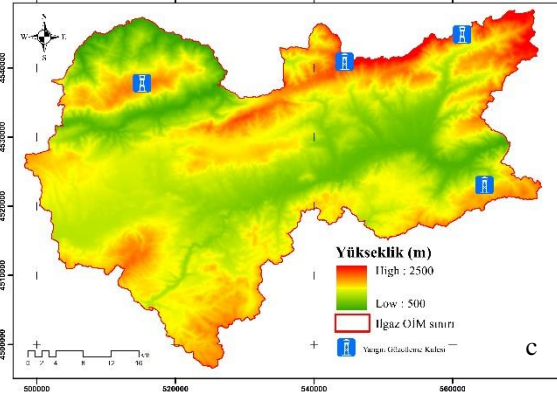 N
W E
S
4540000
4530000
4520000
4510000
4500000
Yükseklik (m)
High : 2500
Low : 500
Ilgaz OİM sınırı
Yangın Gözetleme Kulesi
c
0 2 4 8 12 16
500000 520000 540000 560000